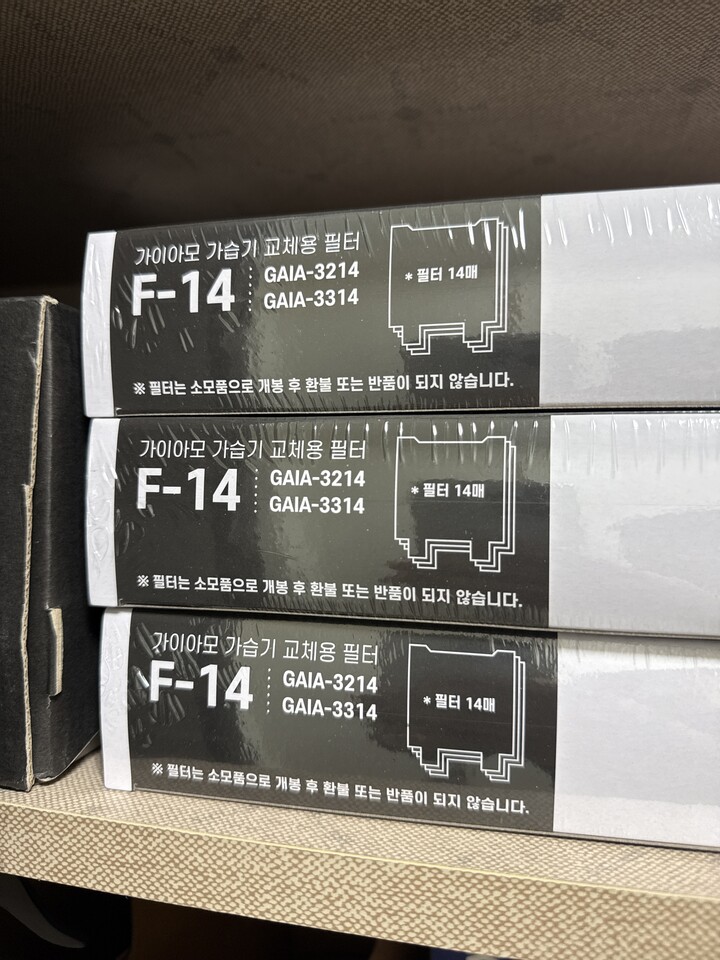 가이아모 가습기 교체용 필터
F-14
GAIA-3214
GAIA-3314
* 필터 14매
※ 필터는 소모품으로 개봉 후 환불 또는 반품이 되지 않습니다.
가이아모 가습기 교체용 필터
F-14
GAIA-3214
GAIA-3314
* 필터 14매
※ 필터는 소모품으로 개봉 후 환불 또는 반품이 되지 않습니다.
가이아모 가습기 교체용 필터
F-14
GAIA-3214
GAIA-3314
* 필터 14매
※ 필터는 소모품으로 개봉 후 환불 또는 반품이 되지 않습니다.